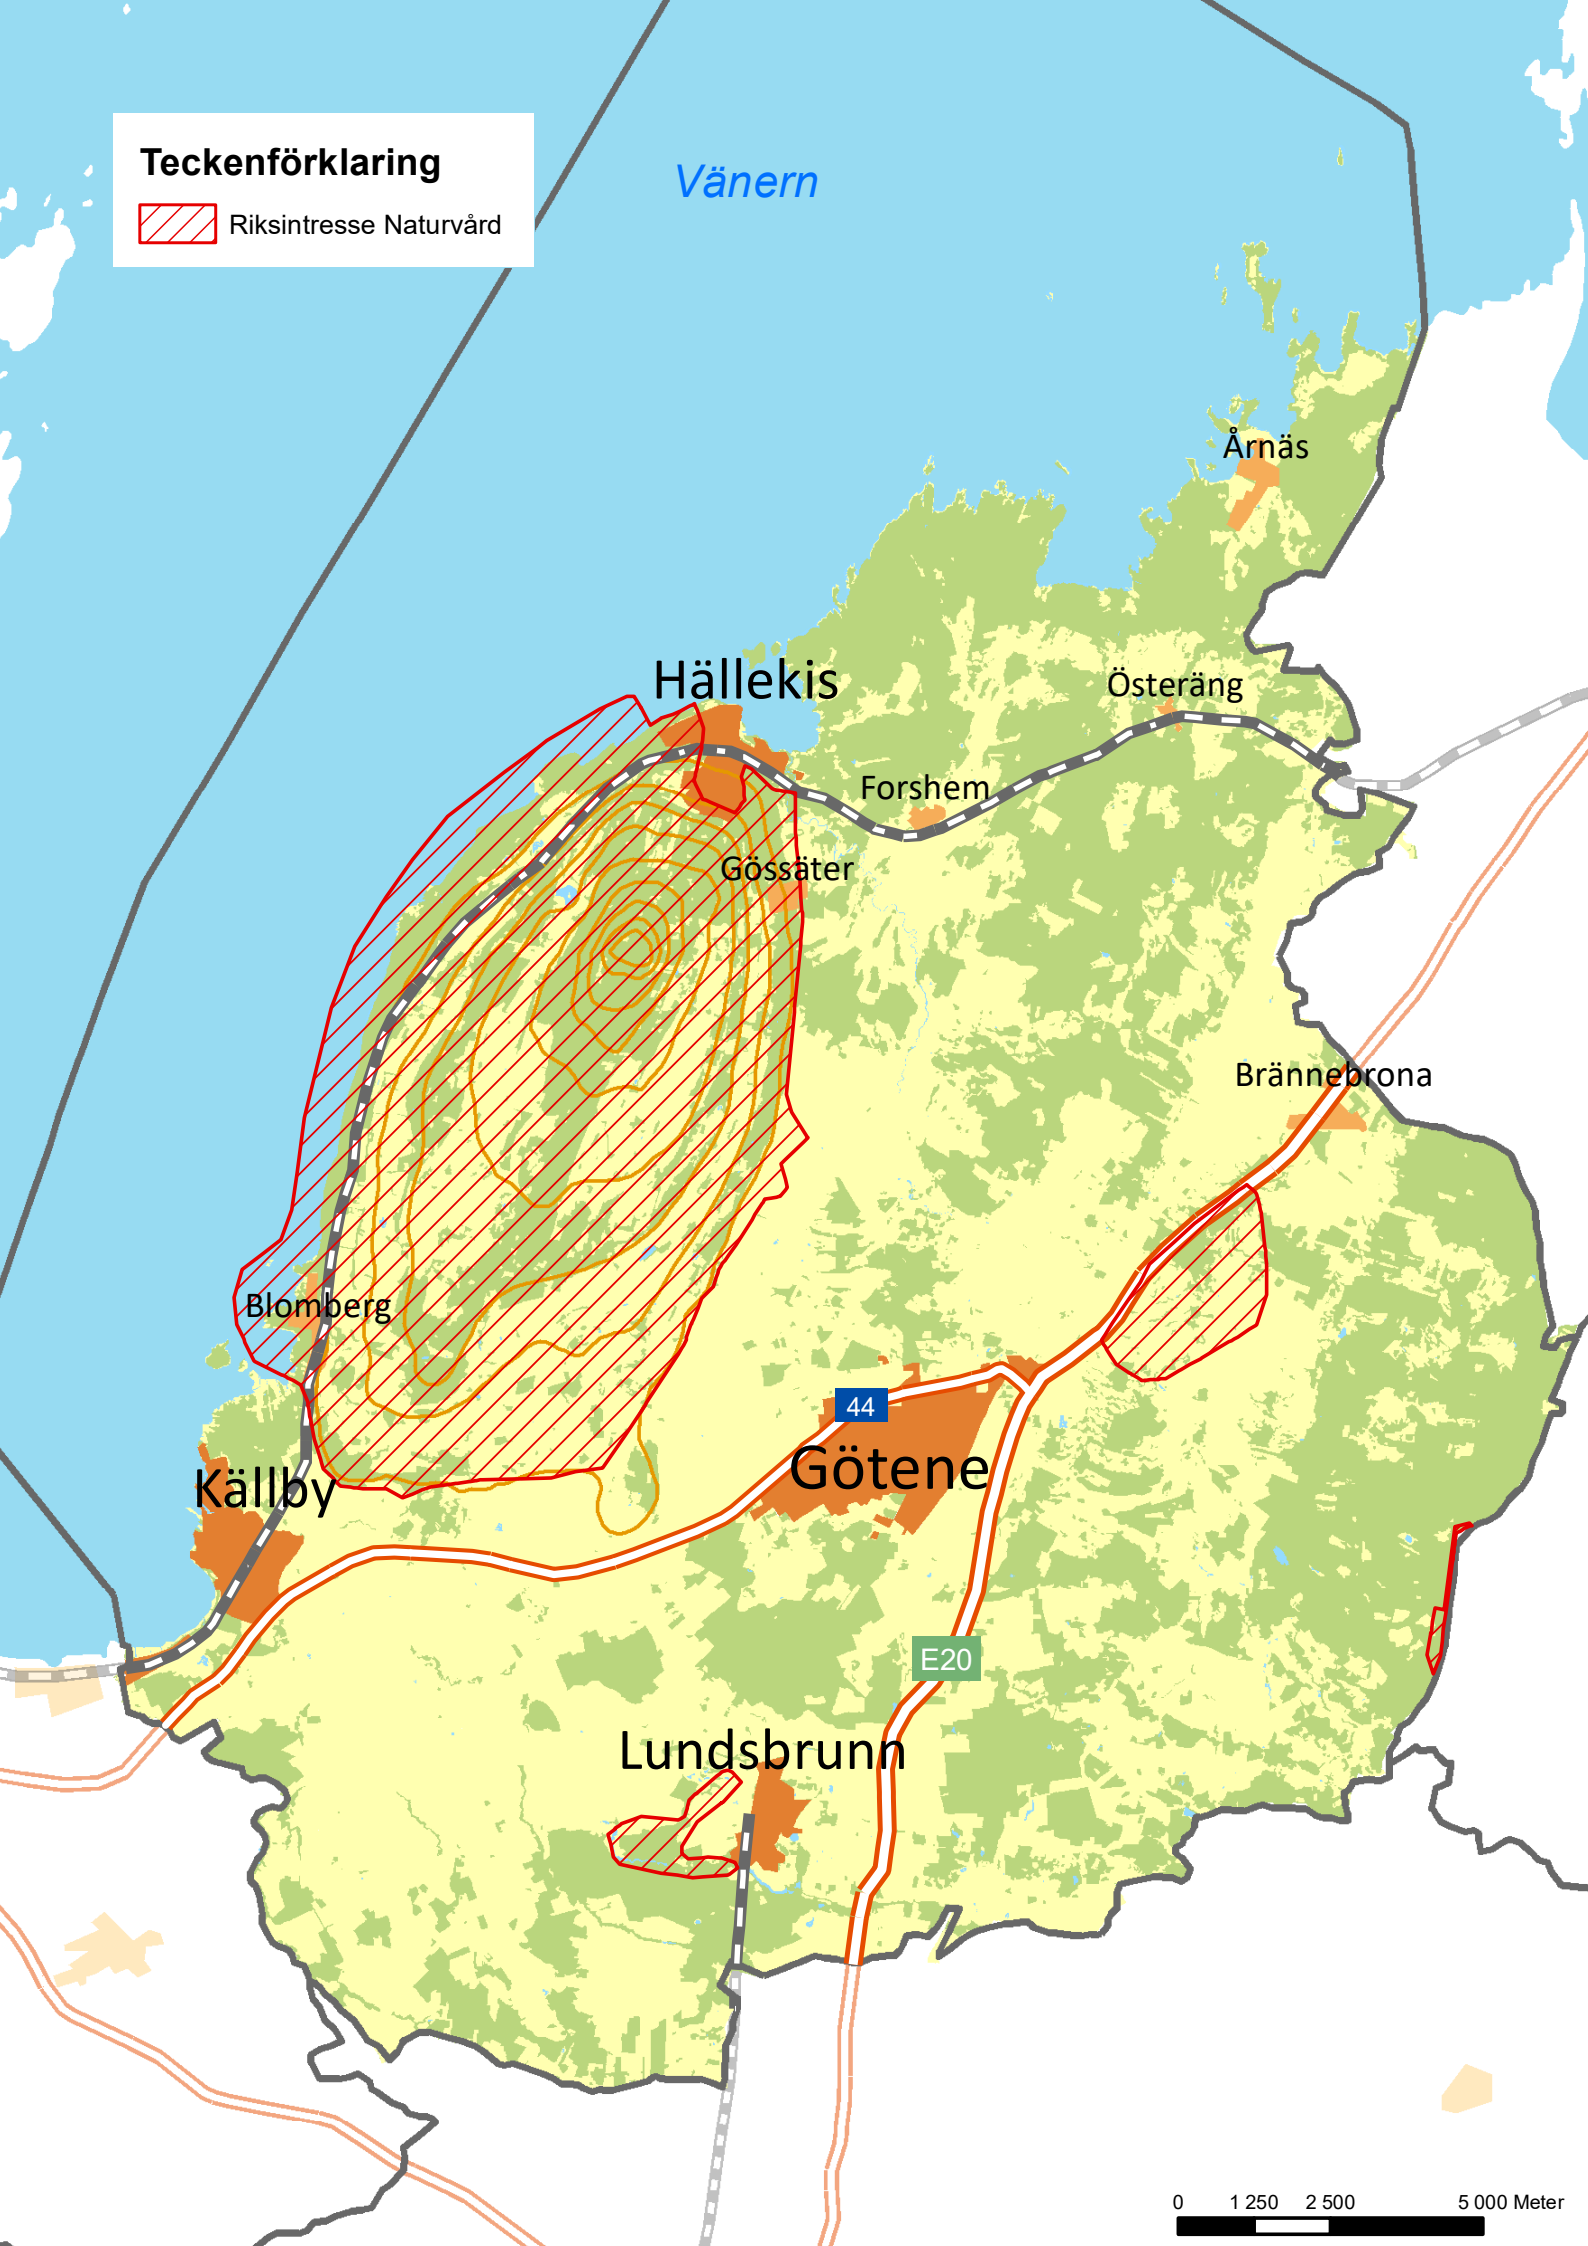 Teckenförklaring
Riksintresse Naturvård
Vänern
Årnäs
Hällekis
Österäng
Forshem
Gössäter
Brännebrona
Blomberg
44
Götene
Källby
E20
Lundsbrunn
0 1 250 2 500 5 000 Meter